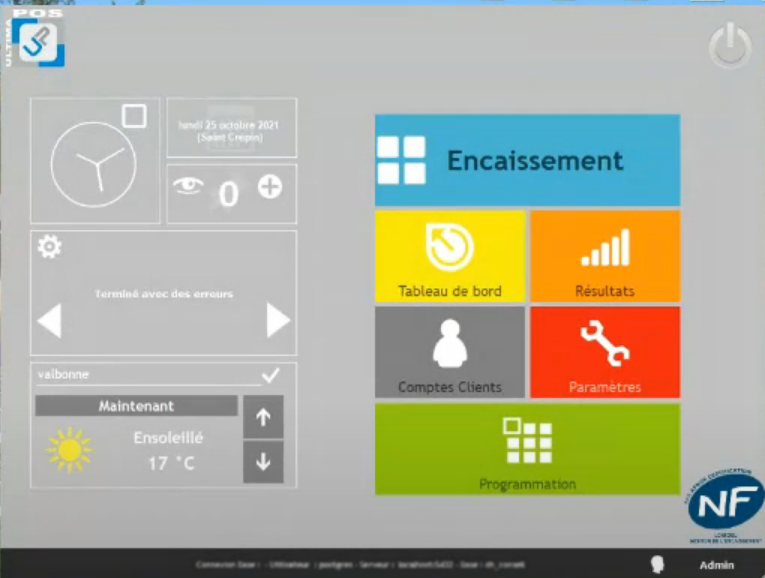 POS
ULTIMA
lundi 25 octobre 2021
(Saint Crepin)
0
Encaissement
Tableau de bord
Résultats
Terminé avec des erreurs
Comptes Clients
Paramètres
valbonne
Maintenant
Ensoleillé
17 °C
Programmation
NF
Admin